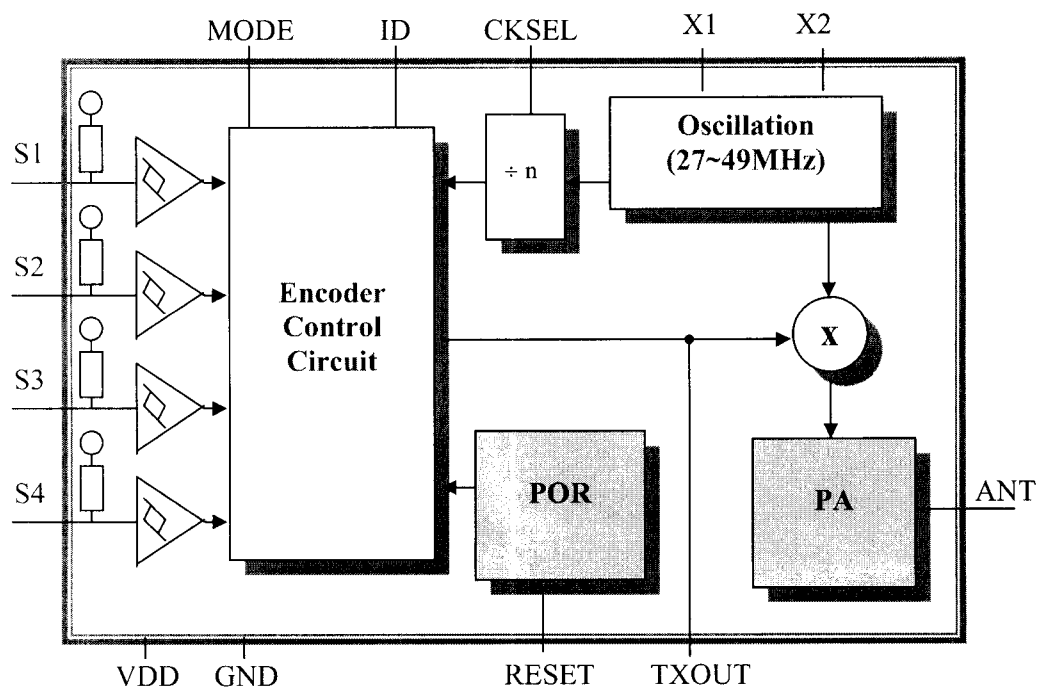 MODE ID CKSEL X1 X2
S1
S2
S3
S4
Encoder
Control
Circuit
÷ n
Oscillation
(27~49MHz)
X
POR
PA
ANT
VDD GND RESET TXOUT